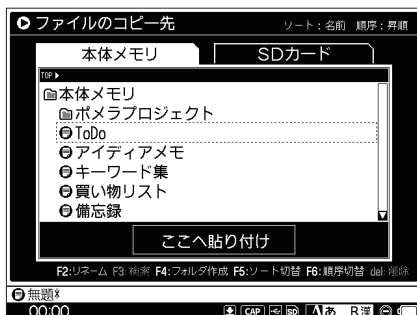 ファイルのコピー先
ソート:名前 順序:昇順
本体メモリ
SDカード
TOP
本体メモリ
ポメラプロジェクト
ToDo
アイディアメモ
キーワード集
買い物リスト
備忘録
ここへ貼り付け
F2:リネーム F3:検索 F4:フォルダ作成 F5:ソート切替 F6:順序切替 del:削除
無題*
00:00 CAP SD あ R漢